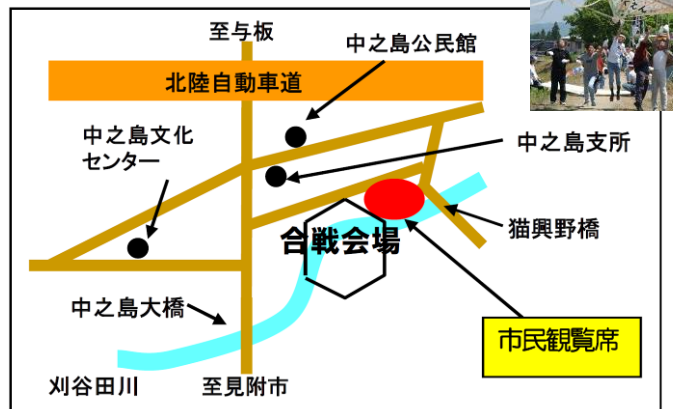 至与板
中之島公民館
北陸自動車道
中之島文化
センター
中之島支所
猫興野橋
合戦会場
中之島大橋
市民観覧席
刈谷田川
至見附市